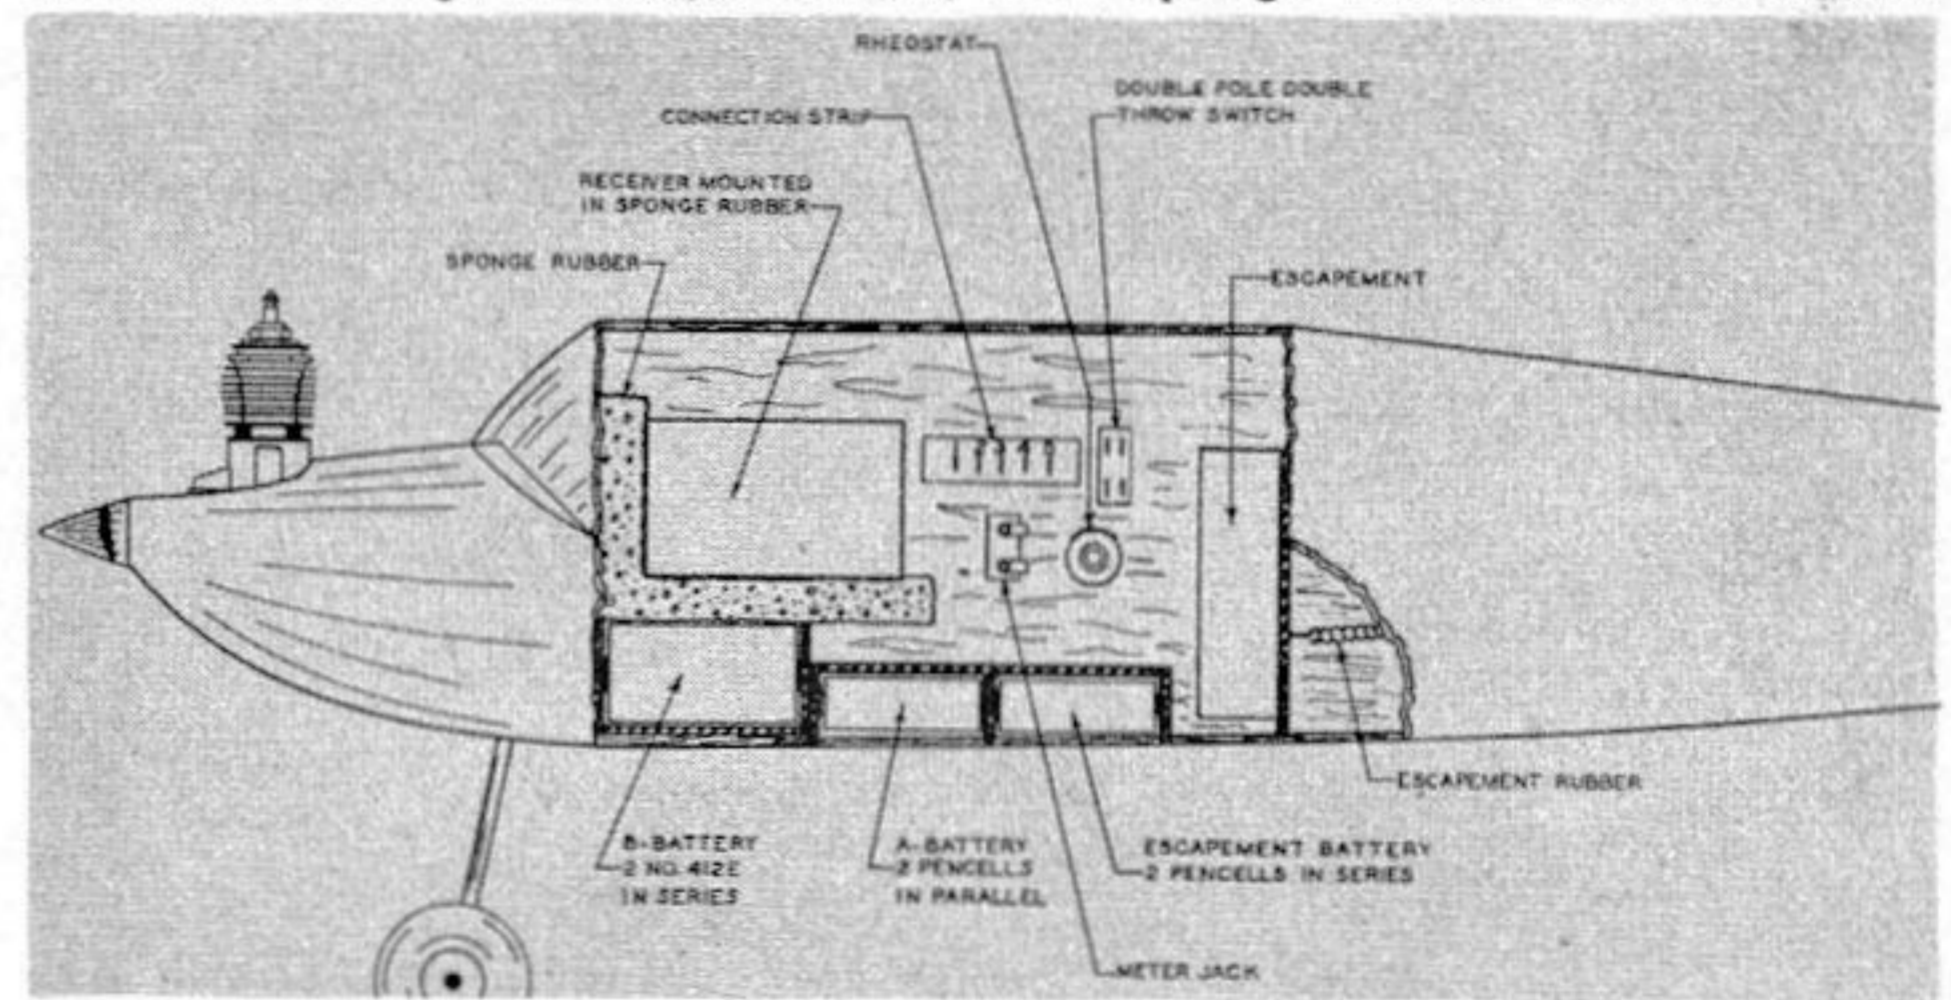 RHEOSTAT
DOUBLE POLE DOUBLE
THROW SWITCH
CONNECTION STRIP
RECEIVER MOUNTED
IN SPONGE RUBBER
SPONGE RUBBER
ESCAPEMENT
ESCAPEMENT RUBBER
B-BATTERY
2 NO. 412E
IN SERIES
A-BATTERY
2 PENCELLS
IN PARALLEL
ESCAPEMENT BATTERY
2 PENCELLS IN SERIES
METER JACK